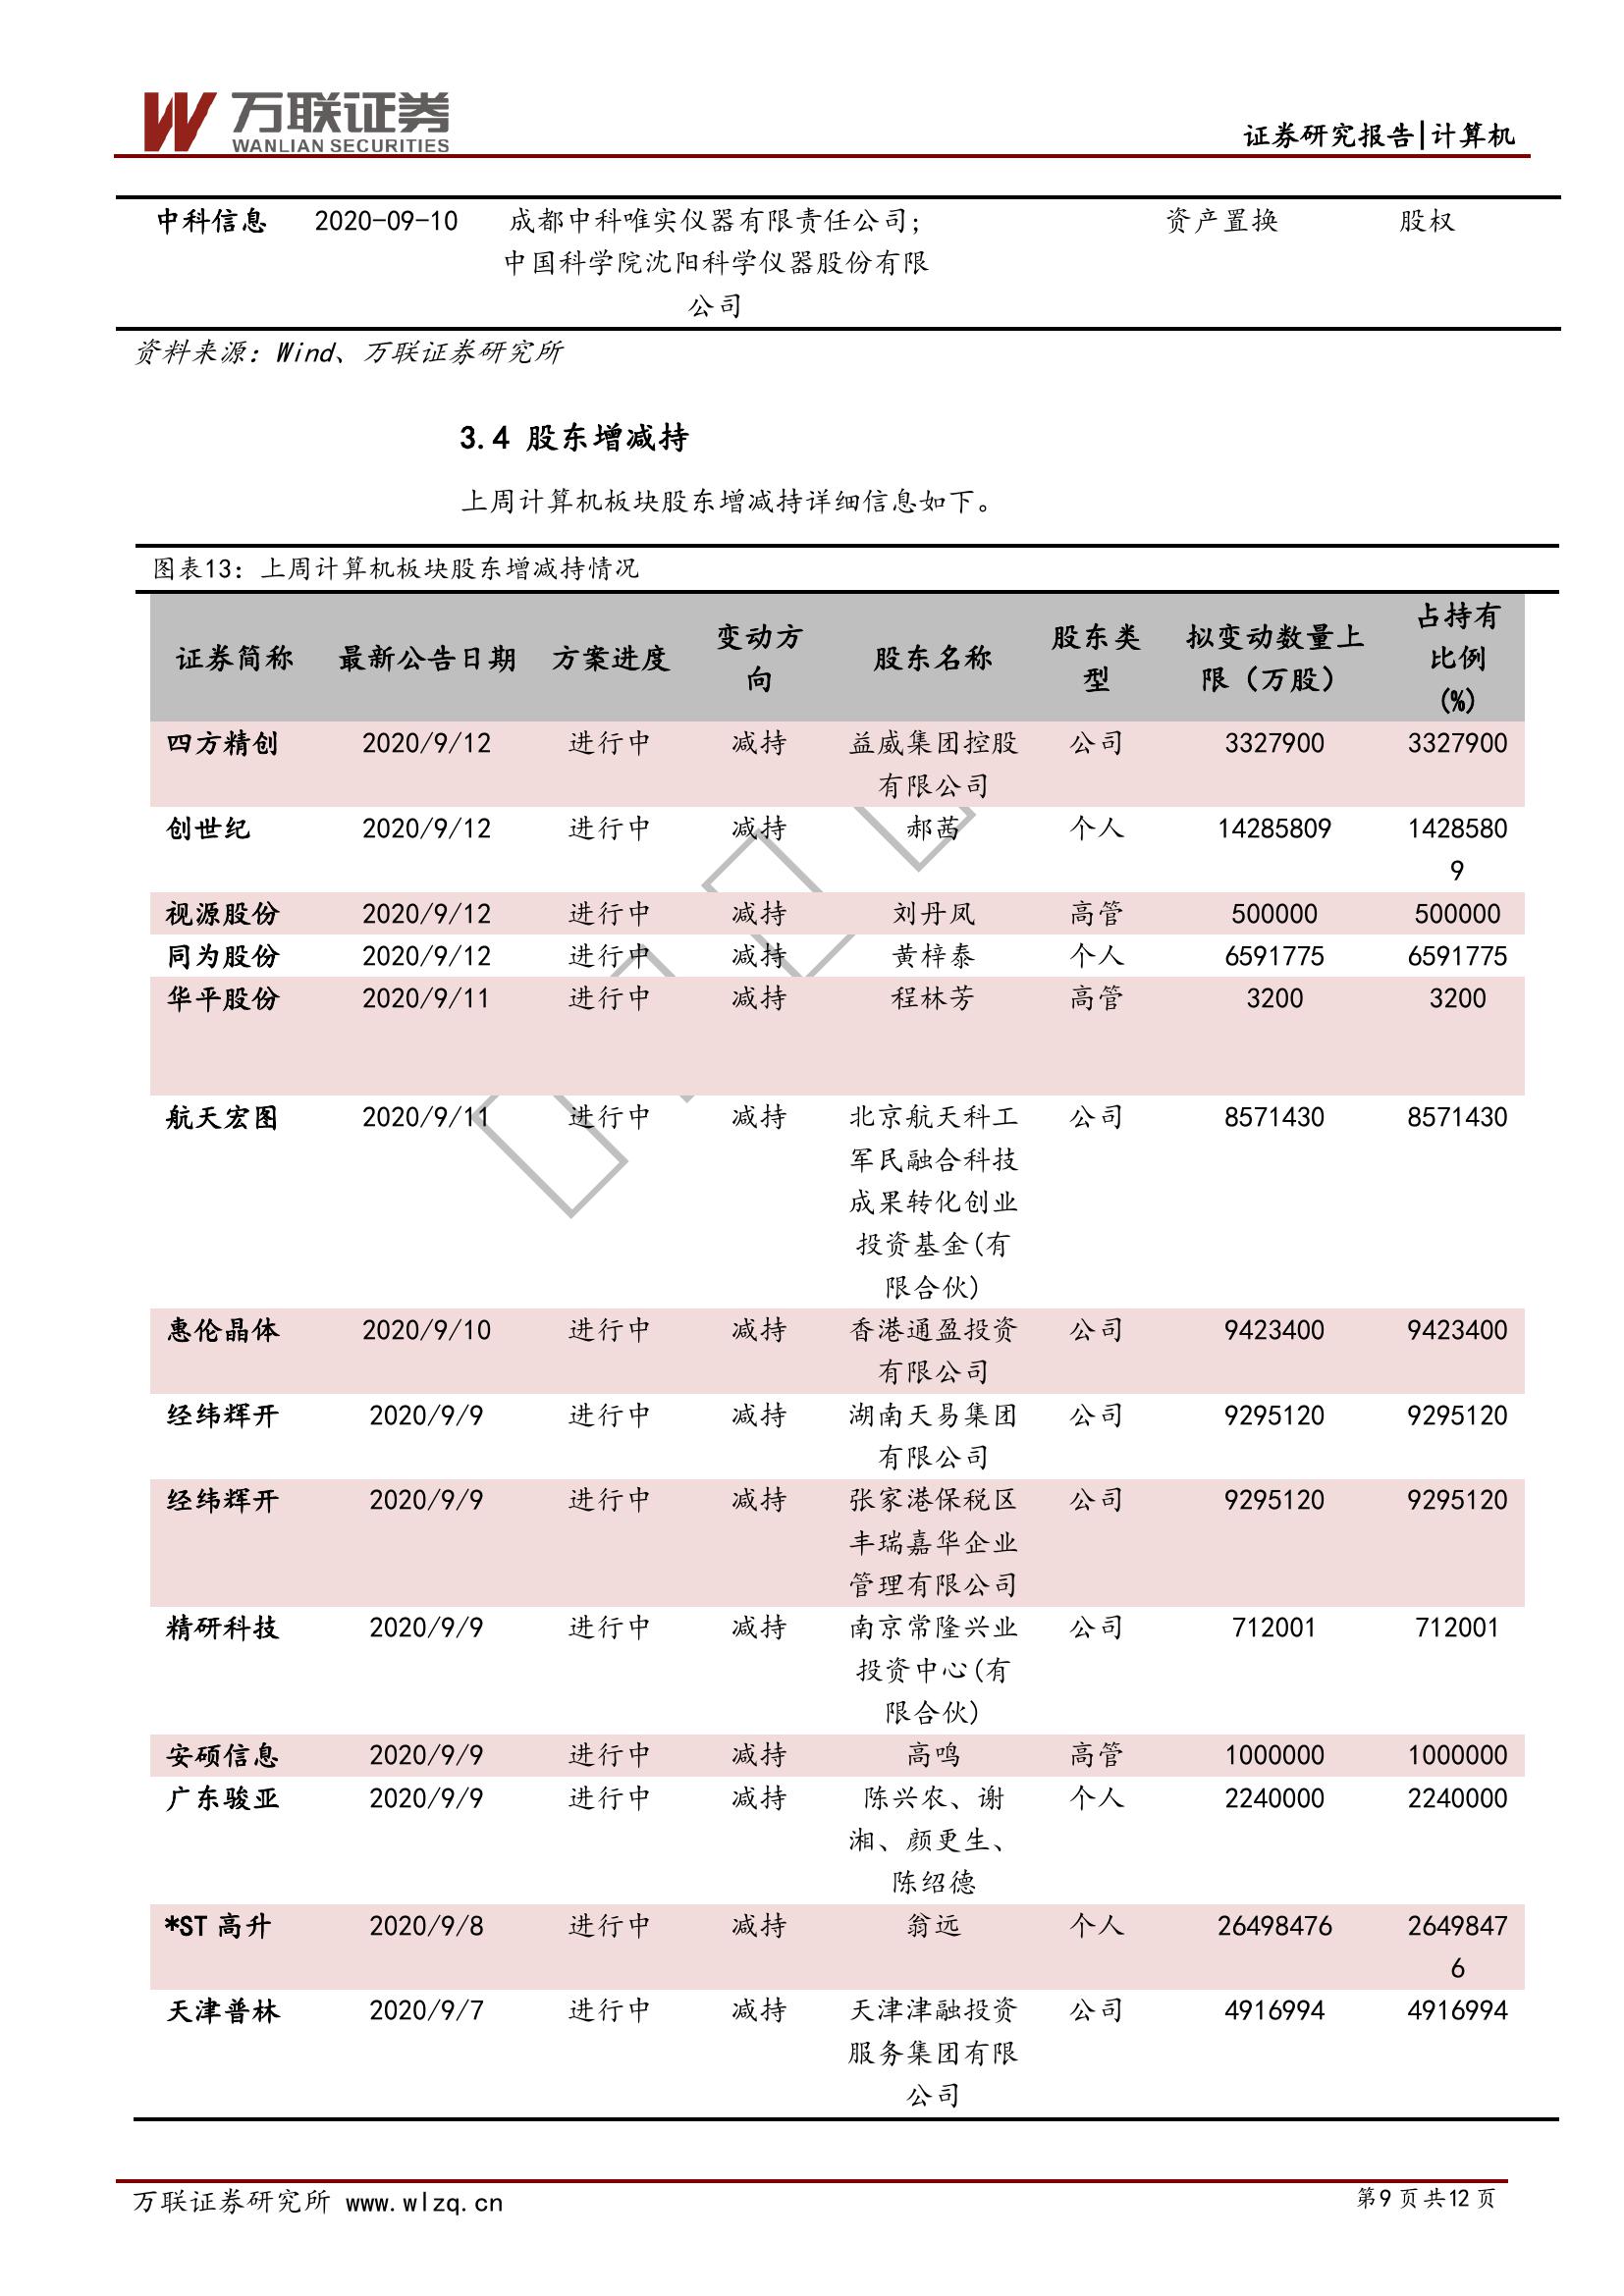 万联证券
WANLIAN SECURITIES
证券研究报告|计算机
中科信息 2020-09-10 成都中科唯实仪器有限责任公司; 资产置换 股权
中国科学院沈阳科学仪器股份有限
公司
资料来源：Wind、万联证券研究所
3.4 股东增减持
上周计算机板块股东增减持详细信息如下。
图表13：上周计算机板块股东增减持情况
占持有
变动方 股东类 拟变动数量上
证券简称 最新公告日期 方案进度 股东名称 比例
向 型 限（万股）
(%)
四方精创 2020/9/12 进行中 减持 益威集团控股 公司 3327900 3327900
有限公司
创世纪 2020/9/12 进行中 减持 郝茜 个人 14285809 1428580
9
视源股份 2020/9/12 进行中 减持 刘丹凤 高管 500000 500000
同为股份 2020/9/12 进行中 减持 黄梓泰 个人 6591775 6591775
华平股份 2020/9/11 进行中 减持 程林芳 高管 3200 3200
航天宏图 2020/9/11 进行中 减持 北京航天科工 公司 8571430 8571430
军民融合科技
成果转化创业
投资基金(有
限合伙)
惠伦晶体 2020/9/10 进行中 减持 香港通盈投资 公司 9423400 9423400
有限公司
经纬辉开 2020/9/9 进行中 减持 湖南天易集团 公司 9295120 9295120
有限公司
经纬辉开 2020/9/9 进行中 减持 张家港保税区 公司 9295120 9295120
丰瑞嘉华企业
管理有限公司
精研科技 2020/9/9 进行中 减持 南京常隆兴业 公司 712001 712001
投资中心(有
限合伙)
安硕信息 2020/9/9 进行中 减持 高鸣 高管 1000000 1000000
广东骏亚 2020/9/9 进行中 减持 陈兴农、谢 个人 2240000 2240000
湘、颜更生、
陈绍德
*ST高升 2020/9/8 进行中 减持 翁远 个人 26498476 2649847
6
天津普林 2020/9/7 进行中 减持 天津津融投资 公司 4916994 4916994
服务集团有限
公司
万联证券研究所 www.wlzq.cn 第9页共12页